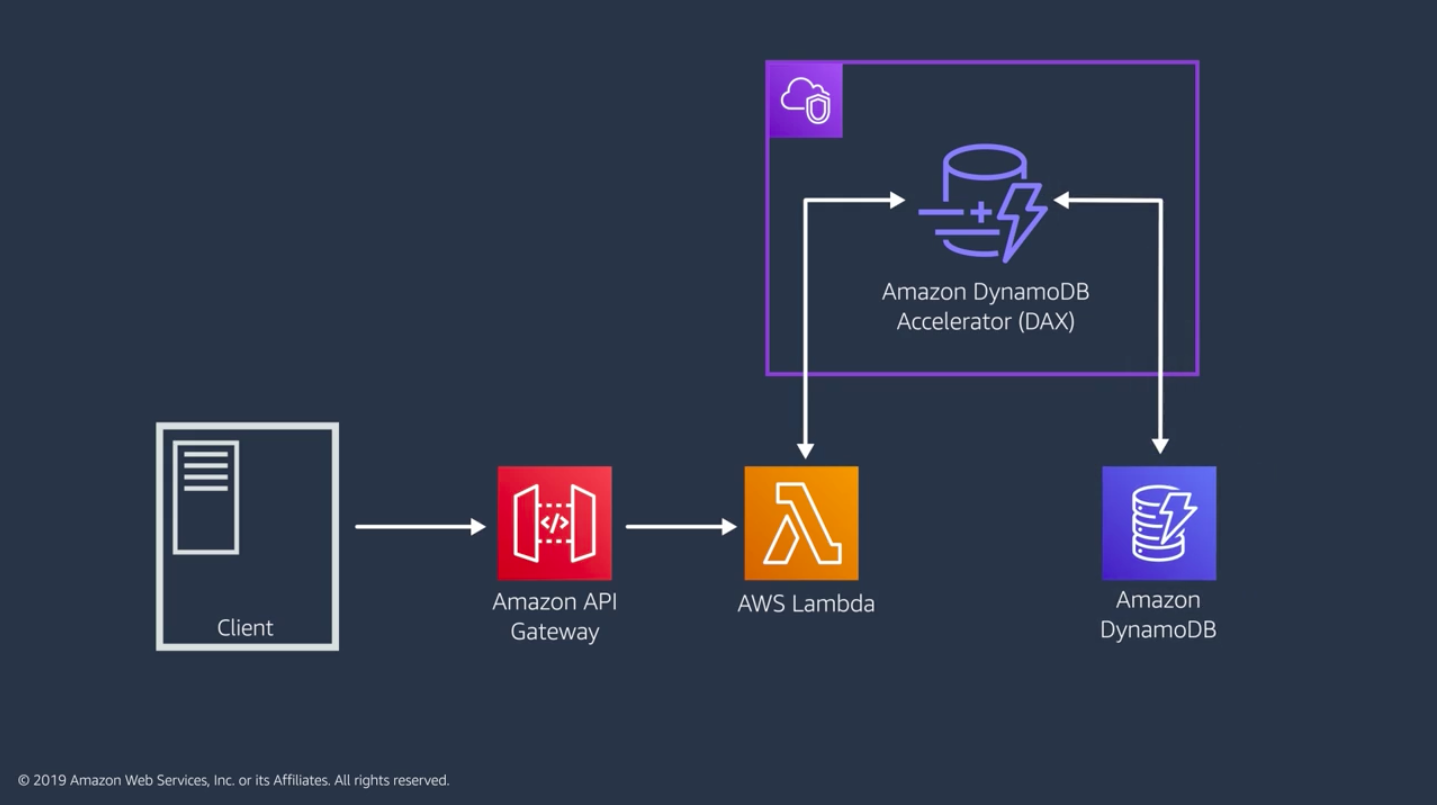 Amazon DynamoDB
Accelerator (DAX)
Client
Amazon API
Gateway
AWS Lambda
Amazon
DynamoDB
© 2019 Amazon Web Services, Inc. or its Affiliates. All rights reserved.